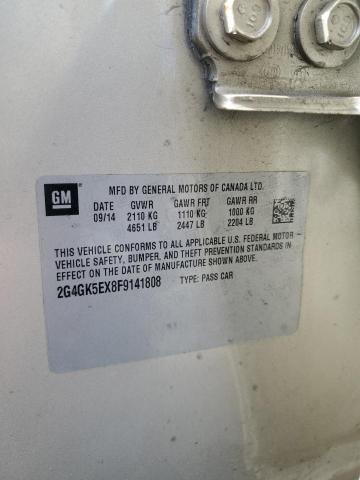 GM
MFD BY GENERAL MOTORS OF CANADA LTD.
DATE GVWR GAWR FRT GAWR RR
09/14 2110 KG 1110 KG 1000 KG
4651 LB 2447 LB 2204 LB
THIS VEHICLE CONFORMS TO ALL APPLICABLE U.S. FEDERAL MOTOR
VEHICLE SAFETY, BUMPER, AND THEFT PREVENTION STANDARDS IN
EFFECT ON THE DATE OF MANUFACTURE SHOWN ABOVE.
2G4GK5EX8F9141808 TYPE: PASS CAR